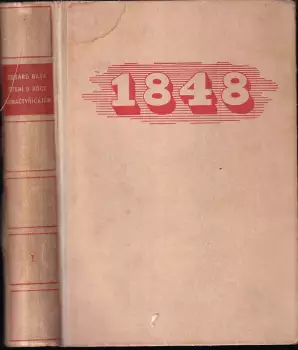 EDUARD BASS
ČTENÍ O ROCE
OSMAČTYŘICÁTÉM
I
1848